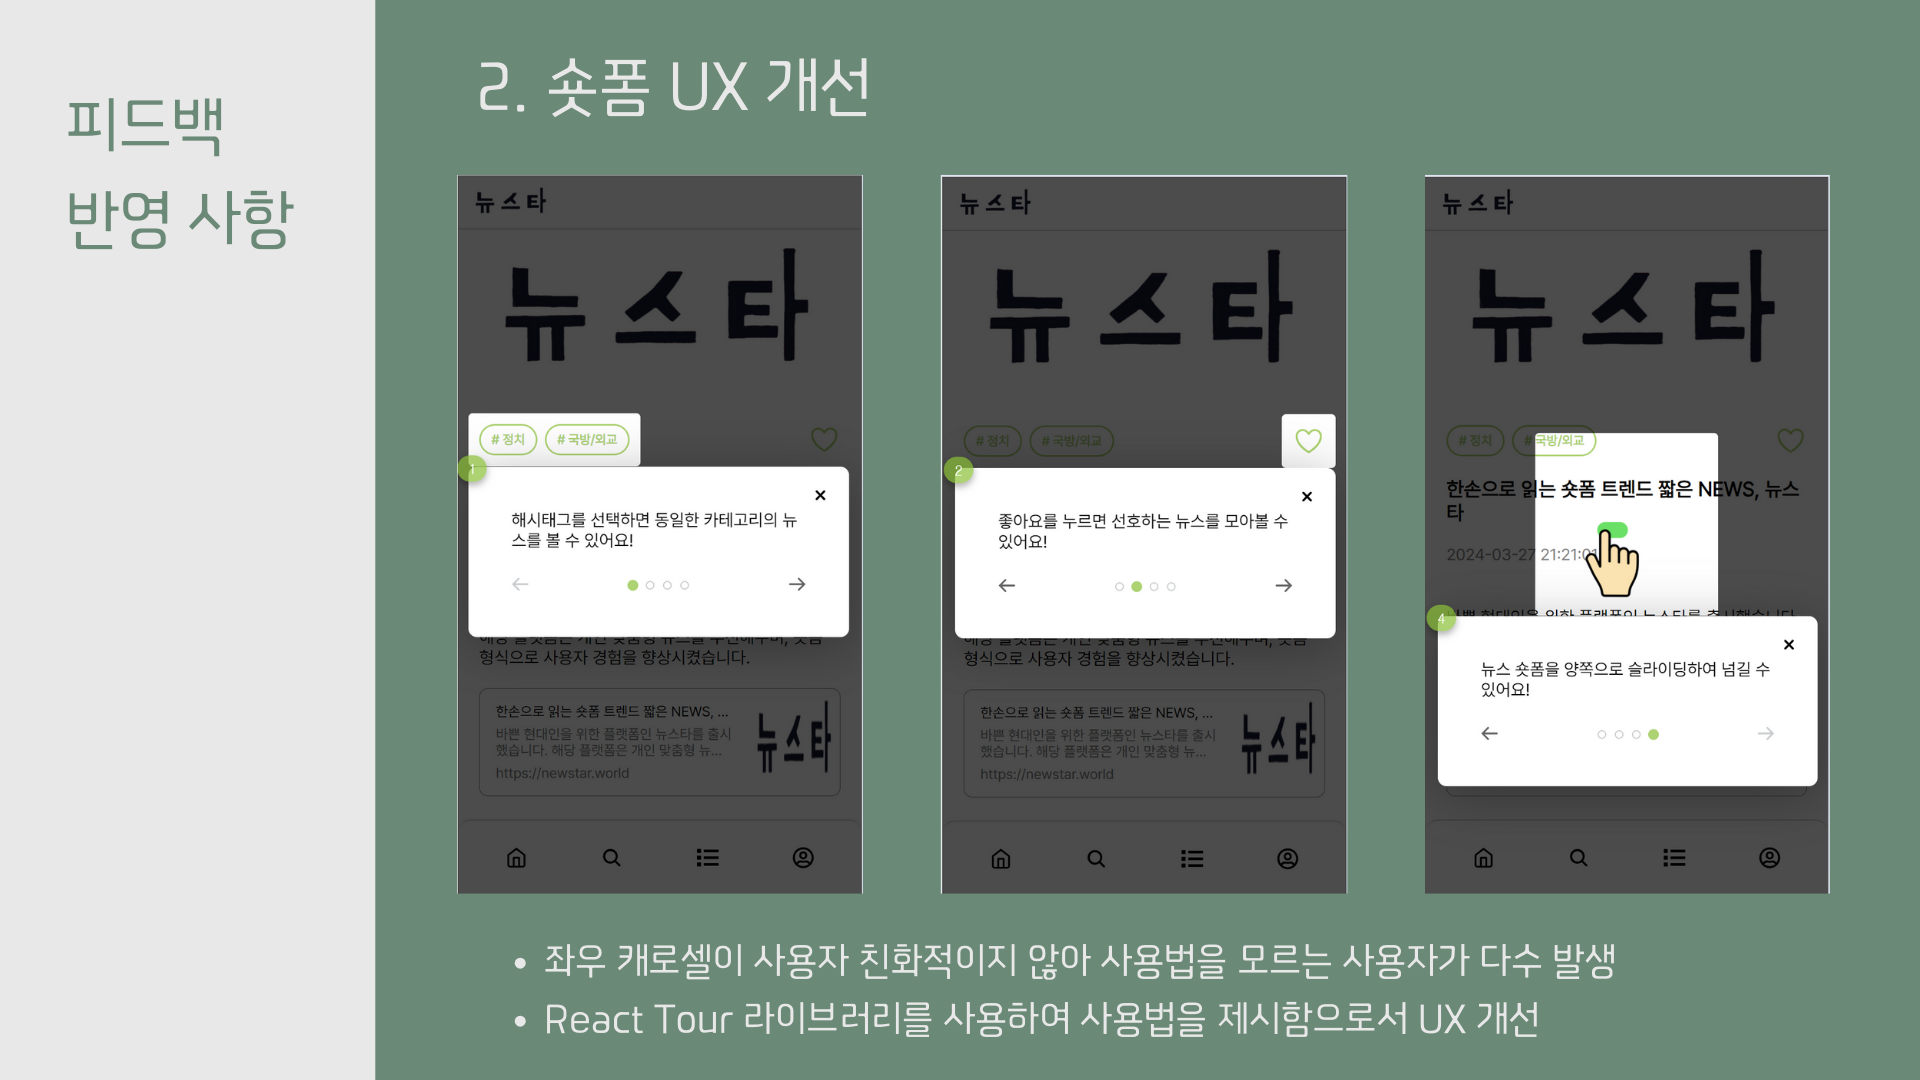 피드백
반영 사항
2. 숏폼 UX 개선
뉴스타
뉴스타
# 정치 # 국방/외교
1
해시태그를 선택하면 동일한 카테고리의 뉴
스를 볼 수 있어요!
형식으로 사용자 경험을 향상시켰습니다.
한손으로 읽는 숏폼 트렌드 짧은 NEWS, ...
바쁜 현대인을 위한 플랫폼인 뉴스타를 출시
했습니다. 해당 플랫폼은 개인 맞춤형 뉴...
https://newstar.world
뉴스타
뉴스타
뉴스타
# 정치 # 국방/외교
2
좋아요를 누르면 선호하는 뉴스를 모아볼 수
있어요!
형식으로 사용자 경험을 향상시켰습니다.
한손으로 읽는 숏폼 트렌드 짧은 NEWS, ...
바쁜 현대인을 위한 플랫폼인 뉴스타를 출시
했습니다. 해당 플랫폼은 개인 맞춤형 뉴...
https://newstar.world
뉴스타
뉴스타
뉴스타
# 정치 # 국방/외교
한손으로 읽는 숏폼 트렌드 짧은 NEWS, 뉴스
타
2024-03-27 21:21:01
4
뉴스 숏폼을 양쪽으로 슬라이딩하여 넘길 수
있어요!
• 좌우 캐로셀이 사용자 친화적이지 않아 사용법을 모르는 사용자가 다수 발생
• React Tour 라이브러리를 사용하여 사용법을 제시함으로서 UX 개선